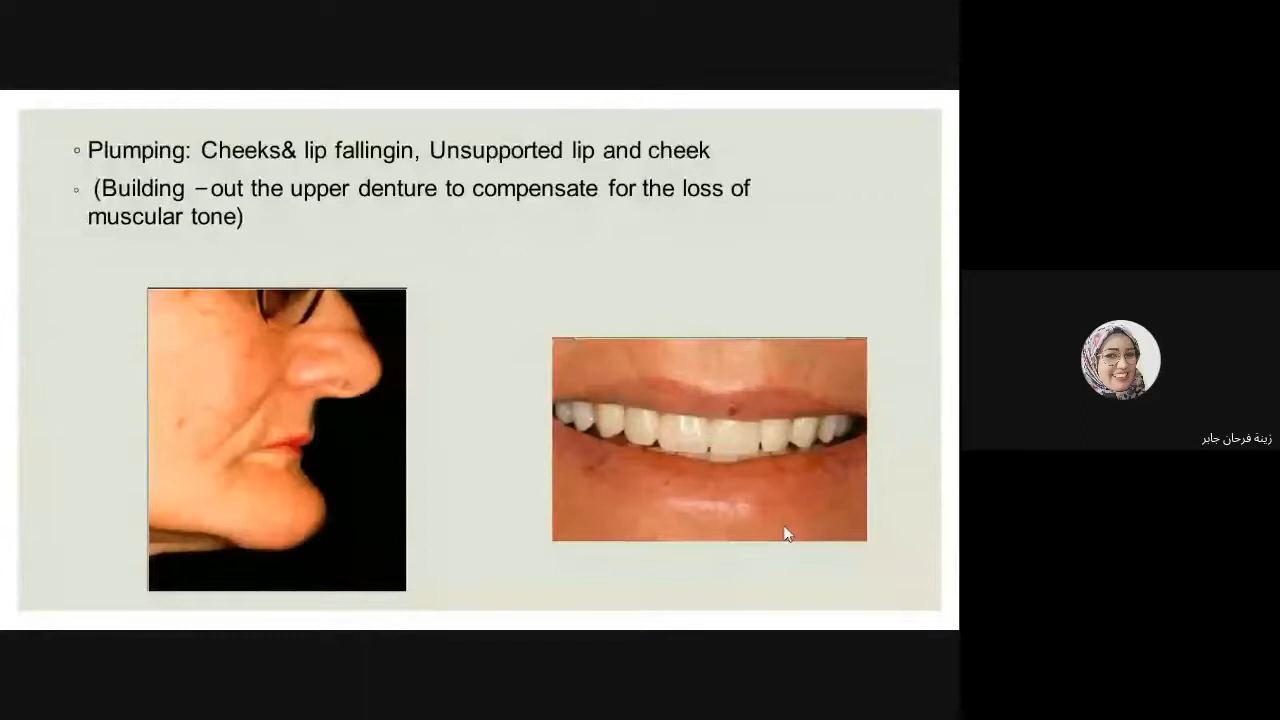 ◦ Plumping: Cheeks& lip fallingin, Unsupported lip and cheek
◦ (Building –out the upper denture to compensate for the loss of
muscular tone)
زينة فرحان جابر